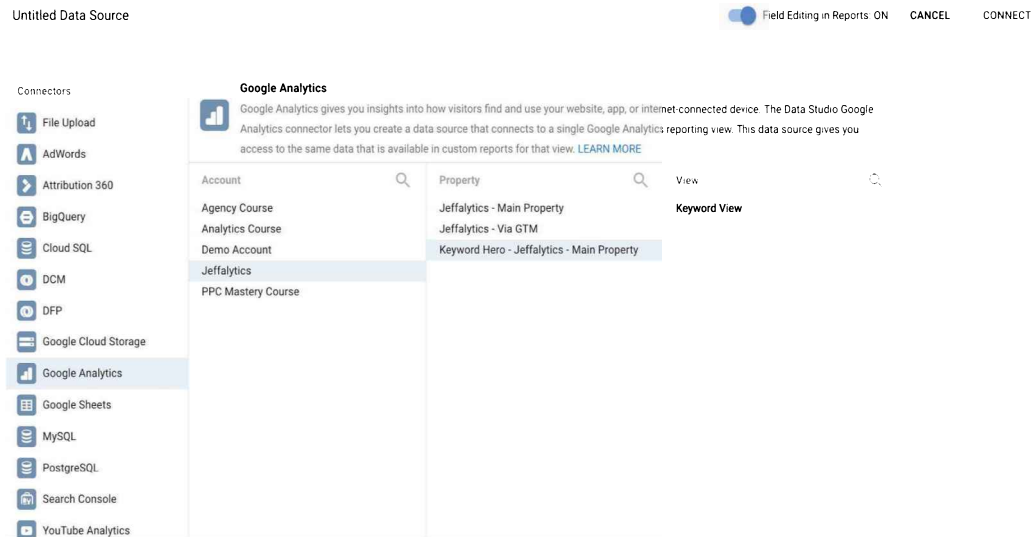 Untitled Data Source
Field Editing in Reports: ON CANCEL CONNECT
Connectors
File Upload
AdWords
Attribution 360
BigQuery
Cloud SQL
DCM
DFP
Google Cloud Storage
Google Analytics
Google Sheets
MySQL
PostgreSQL
Search Console
YouTube Analytics
Google Analytics
Google Analytics gives you insights into how visitors find and use your website, app, or internet-connected device. The Data Studio Google
Analytics connector lets you create a data source that connects to a single Google Analytics reporting view. This data source gives you
access to the same data that is available in custom reports for that view. LEARN MORE
Account
Agency Course
Analytics Course
Demo Account
Jeffalytics
PPC Mastery Course
Property
Jeffalytics - Main Property
Jeffalytics - Via GTM
Keyword Hero - Jeffalytics - Main Property
View
Keyword View